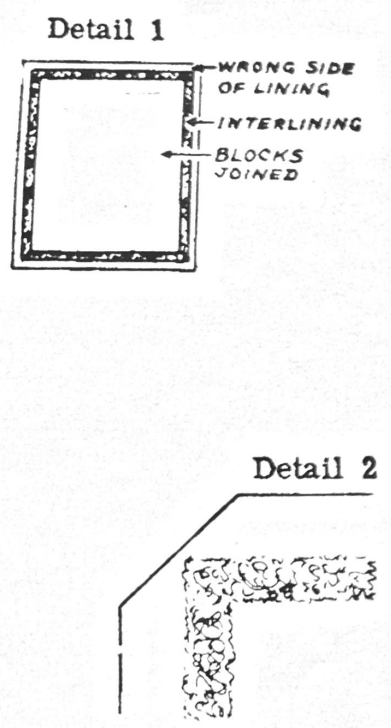 Detail 1
WRONG SIDE
OF LINING
INTERLINING
BLOCKS
JOINED
Detail 2